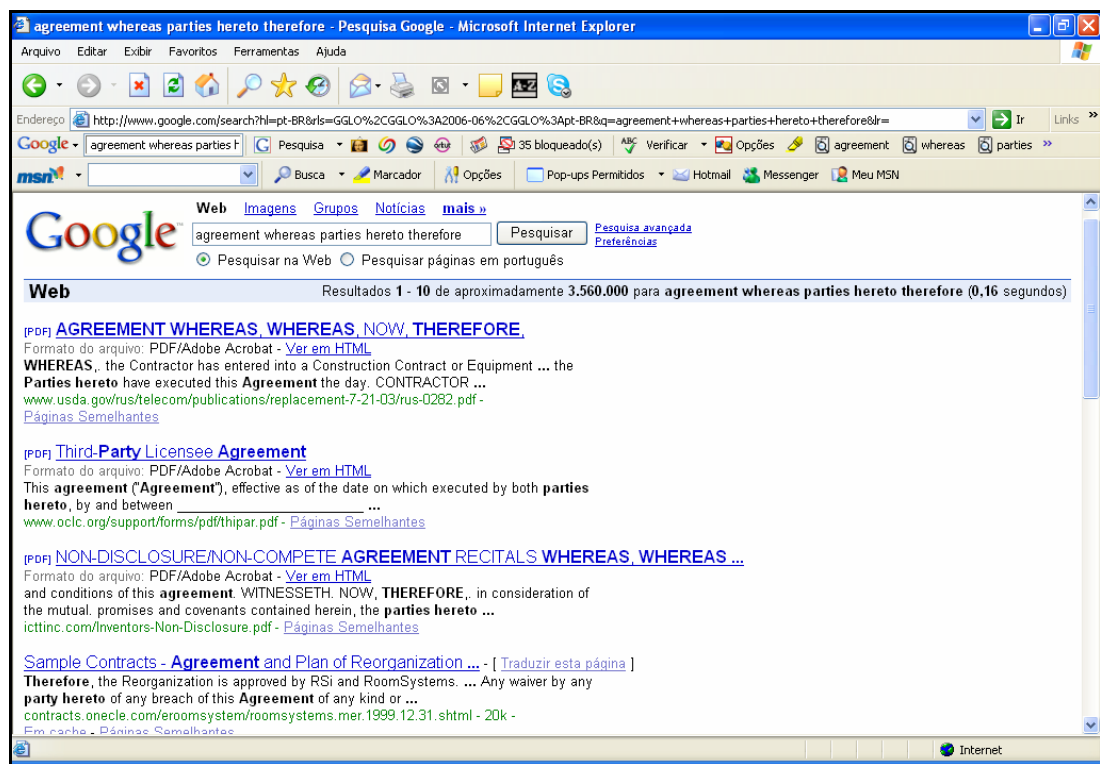 agreement whereas parties hereto therefore - Pesquisa Google - Microsoft Internet Explorer
Arquivo Editar Exibir Favoritos Ferramentas Ajuda
A-Z
Endereço http://www.google.com/search?hl=pt-BR&rls=GGLO%2CGGLO%3A2006-06%2CGGLO%3Apt-BR&q=agreement+whereas+parties+hereto+therefore&lr= Ir Links »
Google agreement whereas parties h Pesquisa 35 bloqueado(s) ABC Verificar Opções agreement whereas parties »
msn Busca Marcador Opções Pop-ups Permitidos Hotmail Messenger Meu MSN
Web Imagens Grupos Notícias mais »
Google™ agreement whereas parties hereto therefore Pesquisar Pesquisa avançada
Preferências
Pesquisar na Web Pesquisar páginas em português
Web Resultados 1 - 10 de aproximadamente 3.560.000 para agreement whereas parties hereto therefore (0,16 segundos)
[PDF] AGREEMENT WHEREAS, WHEREAS, NOW, THEREFORE,
Formato do arquivo: PDF/Adobe Acrobat - Ver em HTML
WHEREAS,. the Contractor has entered into a Construction Contract or Equipment ... the
Parties hereto have executed this Agreement the day. CONTRACTOR ...
www.usda.gov/rus/telecom/publications/replacement-7-21-03/rus-0282.pdf -
Páginas Semelhantes
[PDF] Third-Party Licensee Agreement
Formato do arquivo: PDF/Adobe Acrobat - Ver em HTML
This agreement ("Agreement"), effective as of the date on which executed by both parties
hereto, by and between ____________________ ...
www.oclc.org/support/forms/pdf/thipar.pdf - Páginas Semelhantes
[PDF] NON-DISCLOSURE/NON-COMPETE AGREEMENT RECITALS WHEREAS, WHEREAS ...
Formato do arquivo: PDF/Adobe Acrobat - Ver em HTML
and conditions of this agreement. WITNESSETH. NOW, THEREFORE,. in consideration of
the mutual. promises and covenants contained herein, the parties hereto ...
icttinc.com/Inventors-Non-Disclosure.pdf - Páginas Semelhantes
Sample Contracts - Agreement and Plan of Reorganization ... - [ Traduzir esta página ]
Therefore, the Reorganization is approved by RSi and RoomSystems. ... Any waiver by any
party hereto of any breach of this Agreement of any kind or ...
contracts.onecle.com/eroomsystem/roomsystems.mer.1999.12.31.shtml - 20k -
Em cache - Páginas Semelhantes
Internet